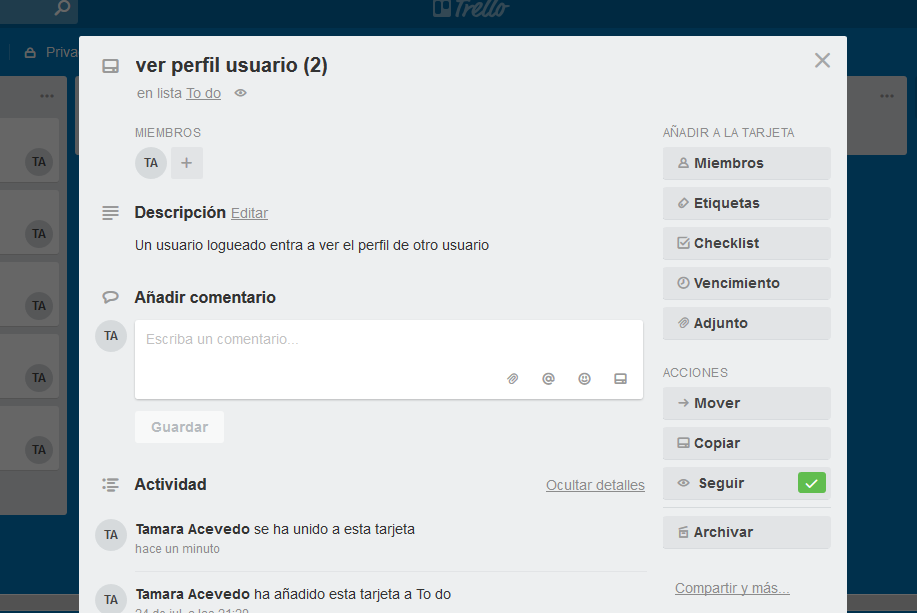 Trello
Priva
ver perfil usuario (2)
en lista To do
MIEMBROS
TA
Descripción Editar
Un usuario logueado entra a ver el perfil de otro usuario
Añadir comentario
TA
Escriba un comentario...
Guardar
Actividad
Ocultar detalles
TA
Tamara Acevedo se ha unido a esta tarjeta
hace un minuto
TA
Tamara Acevedo ha añadido esta tarjeta a To do
AÑADIR A LA TARJETA
Miembros
Etiquetas
Checklist
Vencimiento
Adjunto
ACCIONES
Mover
Copiar
Seguir
Archivar
Compartir y más...
TA
TA
TA
TA
TA